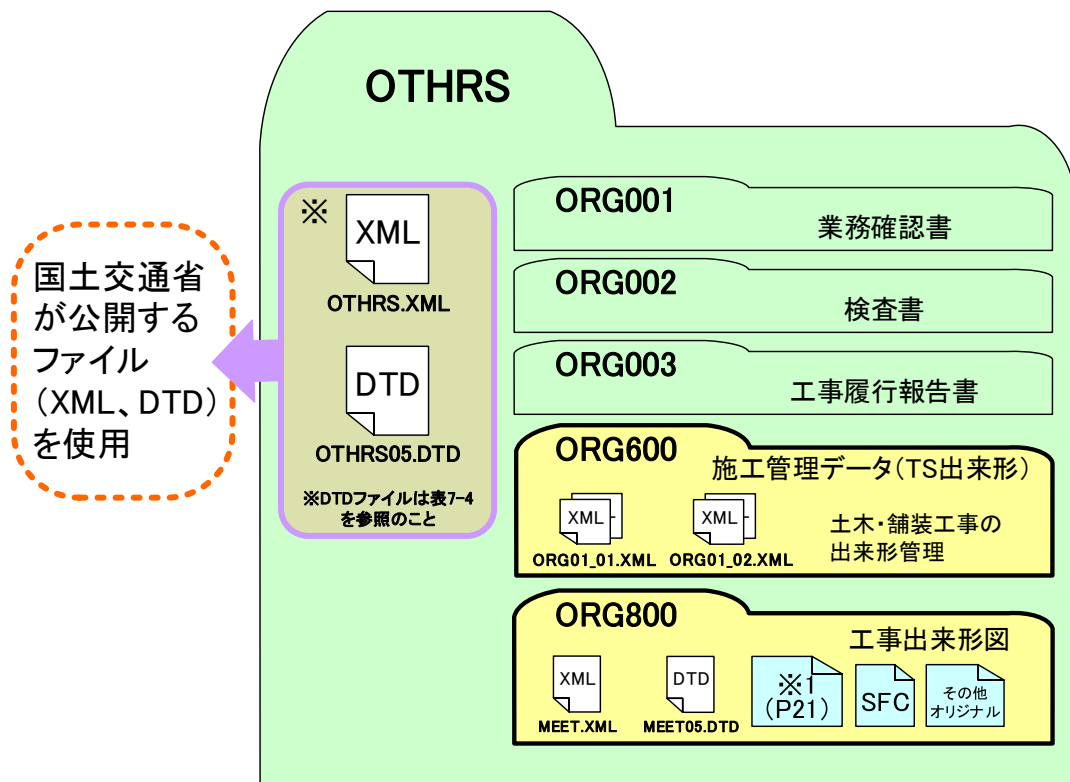 OTHRS
国土交通省
が公開する
ファイル
(XML、DTD)
を使用
※
XML
OTHRS.XML
DTD
OTHRS05.DTD
※DTDファイルは表7-4
を参照のこと
ORG001
業務確認書
ORG002
検査書
ORG003
工事履行報告書
ORG600
施工管理データ(TS出来形)
XML
ORG01_01.XML
XML
ORG01_02.XML
土木・舗装工事の
出来形管理
ORG800
工事出来形図
XML
MEET.XML
DTD
MEET05.DTD
※1
(P21)
SFC
その他
オリジナル